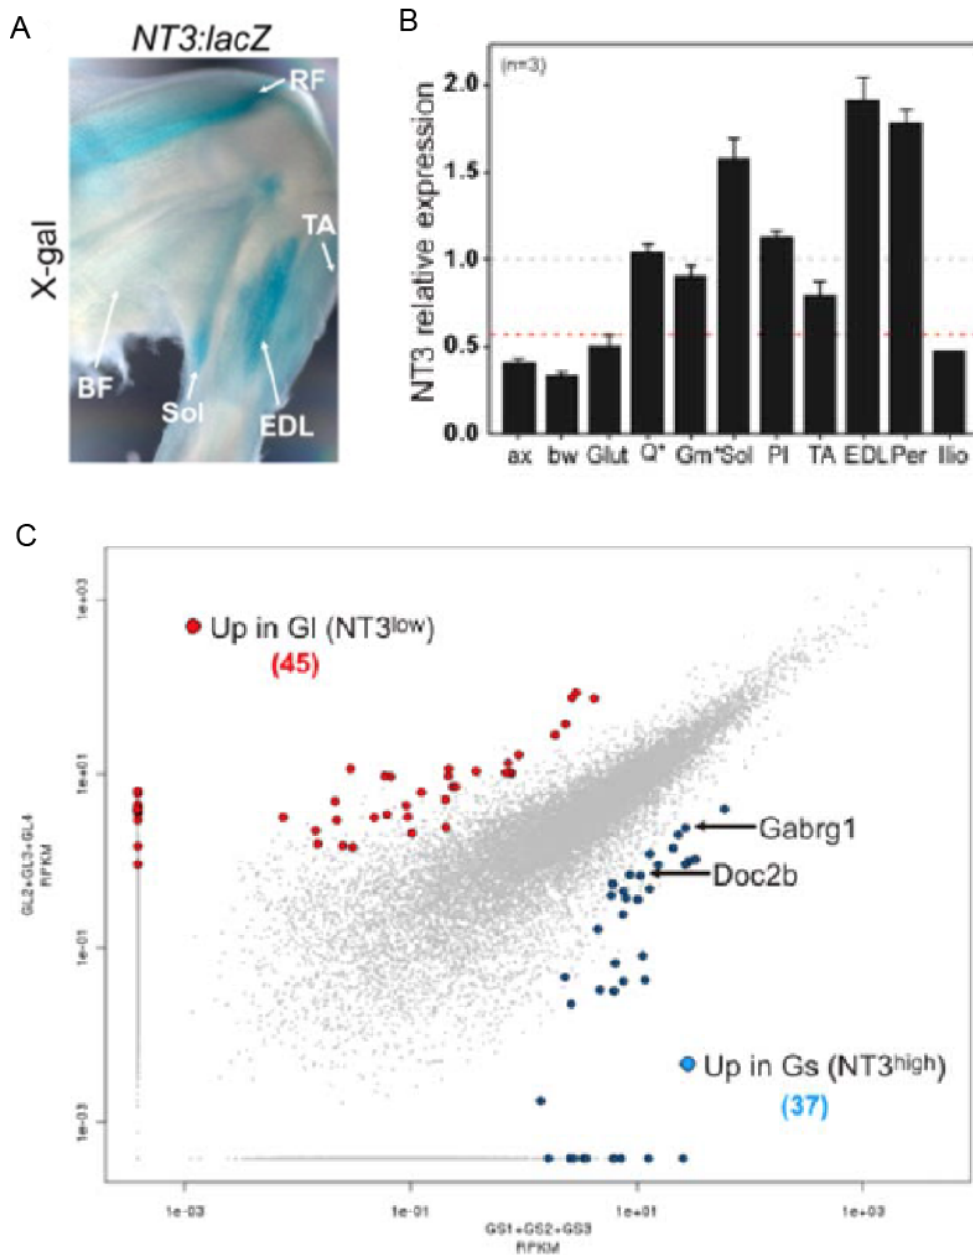 A
NT3:lacZ
X-gal
RF
TA
BF
Sol
EDL
B
(n=3)
NT3 relative expression
2.0
1.5
1.0
0.5
0.0
ax bw Glut Q* Gm* Sol Pl TA EDL Per Ilio
C
Up in Gl (NT3low)
(45)
Gabrg1
Doc2b
Up in Gs (NT3high)
(37)
GL2+GL3+GL4
RPKM
1e+03
1e+01
1e-01
1e-03
1e-03 1e-01 1e+01 1e+03
GS1+GS2+GS3
RPKM